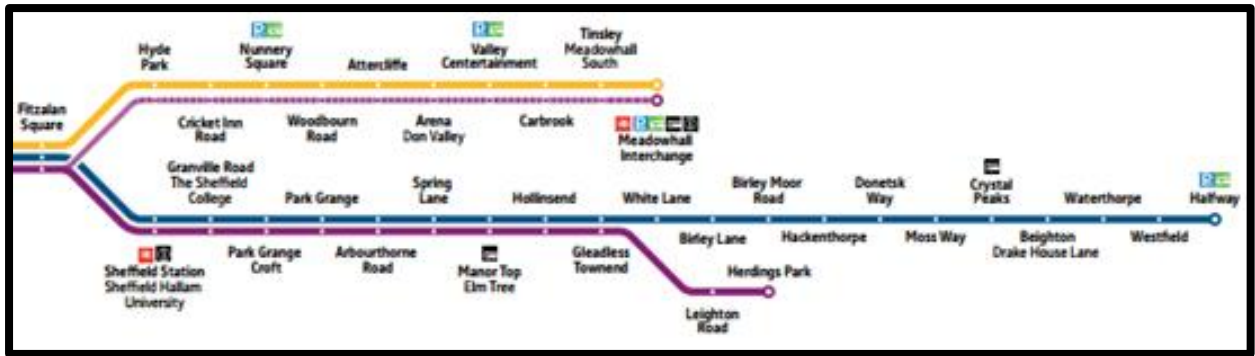 Fitzalan
Square
Hyde
Park
Cricket Inn
Road
Nunnery
Square
Woodbourn
Road
Attercliffe
Arena
Don Valley
Valley
Centertainment
Carbrook
Tinsley
Meadowhall
South
Meadowhall
Interchange
Sheffield Station
Sheffield Hallam
University
Granville Road
The Sheffield
College
Park Grange
Croft
Park Grange
Arbourthorne
Road
Spring
Lane
Manor Top
Elm Tree
Hollinsend
Gleadless
Townend
White Lane
Birley Lane
Birley Moor
Road
Hackenthorpe
Donetsk
Way
Moss Way
Crystal
Peaks
Beighton
Drake House Lane
Waterthorpe
Westfield
Halfway
Leighton
Road
Herdings Park